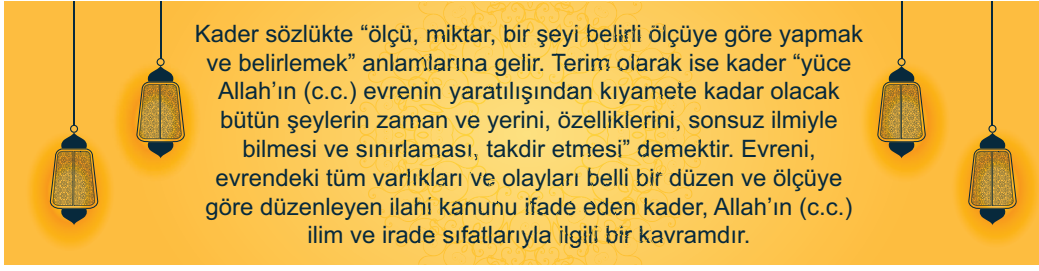 Kader sözlükte “ölçü, miktar, bir şeyi belirli ölçüye göre yapmak
ve belirlemek” anlamlarına gelir. Terim olarak ise kader “yüce
Allah’ın (c.c.) evrenin yaratılışından kıyamete kadar olacak
bütün şeylerin zaman ve yerini, özelliklerini, sonsuz ilmiyle
bilmesi ve sınırlaması, takdir etmesi” demektir. Evreni,
evrendeki tüm varlıkları ve olayları belli bir düzen ve ölçüye
göre düzenleyen ilahi kanunu ifade eden kader, Allah’ın (c.c.)
ilim ve irade sıfatlarıyla ilgili bir kavramdır.